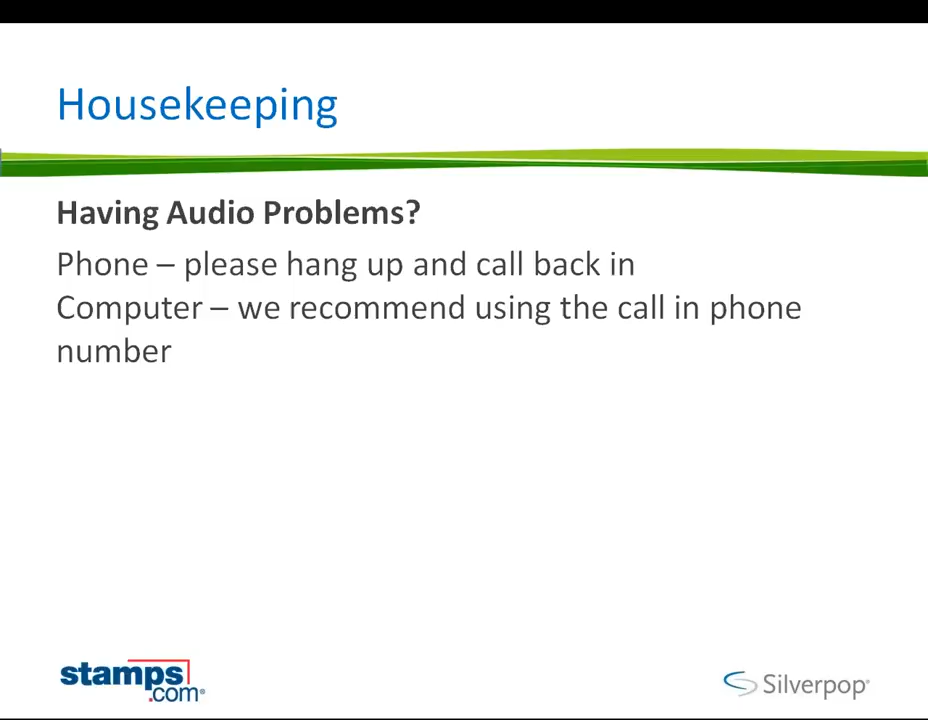 Housekeeping
Having Audio Problems?
Phone – please hang up and call back in
Computer – we recommend using the call in phone
number
stamps
.com®
Silverpop®